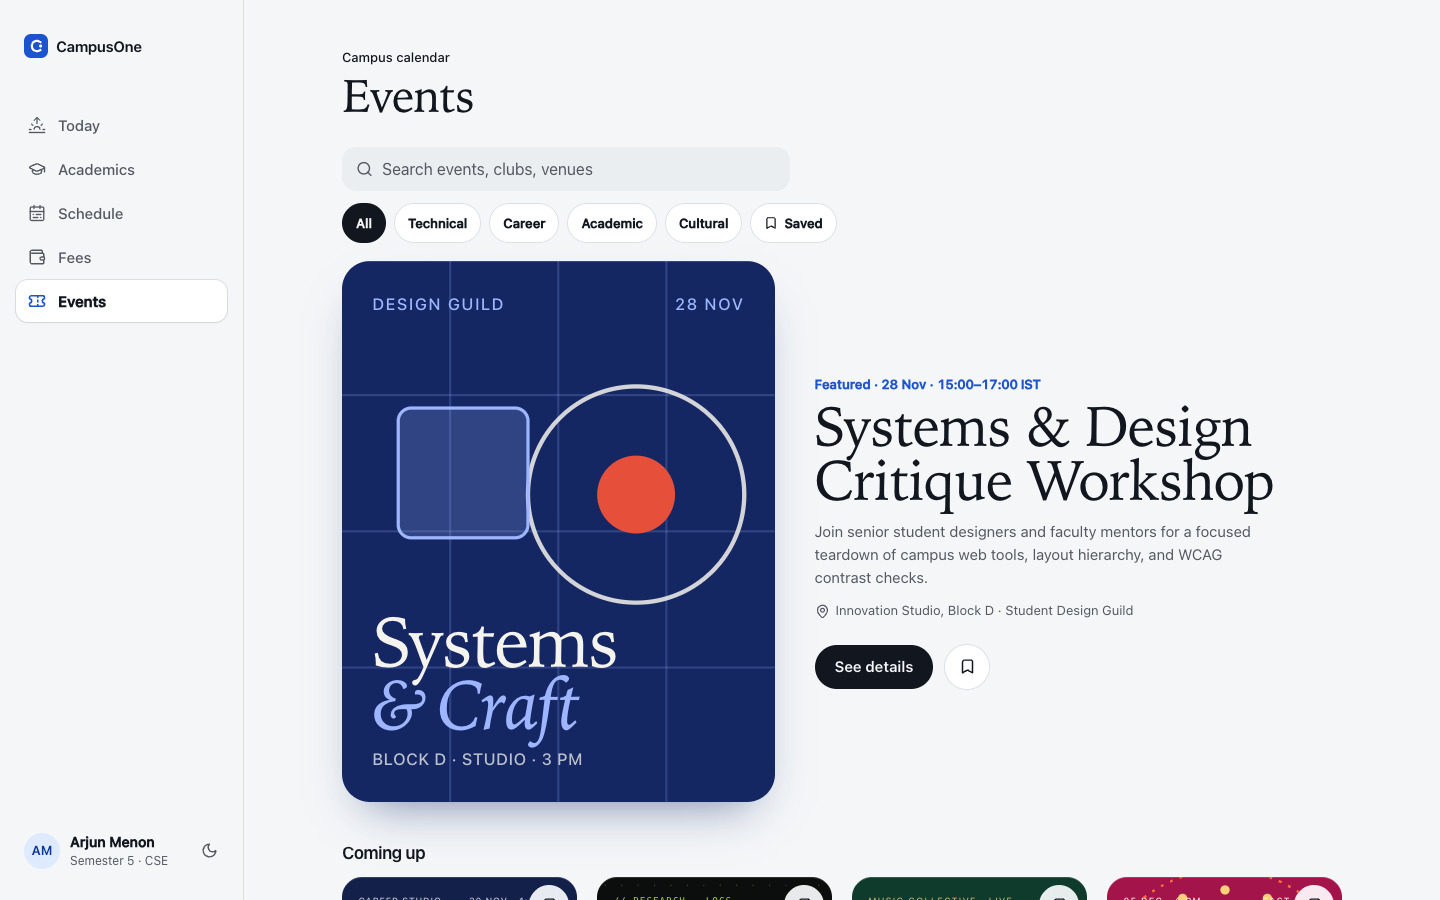 CampusOne
Today
Academics
Schedule
Fees
Events
Arjun Menon
Semester 5 · CSE
AM
Campus calendar
Events
Search events, clubs, venues
All
Technical
Career
Academic
Cultural
Saved
DESIGN GUILD
28 NOV
Systems
& Craft
BLOCK D · STUDIO · 3 PM
Featured · 28 Nov · 15:00–17:00 IST
Systems & Design
Critique Workshop
Join senior student designers and faculty mentors for a focused
teardown of campus web tools, layout hierarchy, and WCAG
contrast checks.
Innovation Studio, Block D · Student Design Guild
See details
Coming up